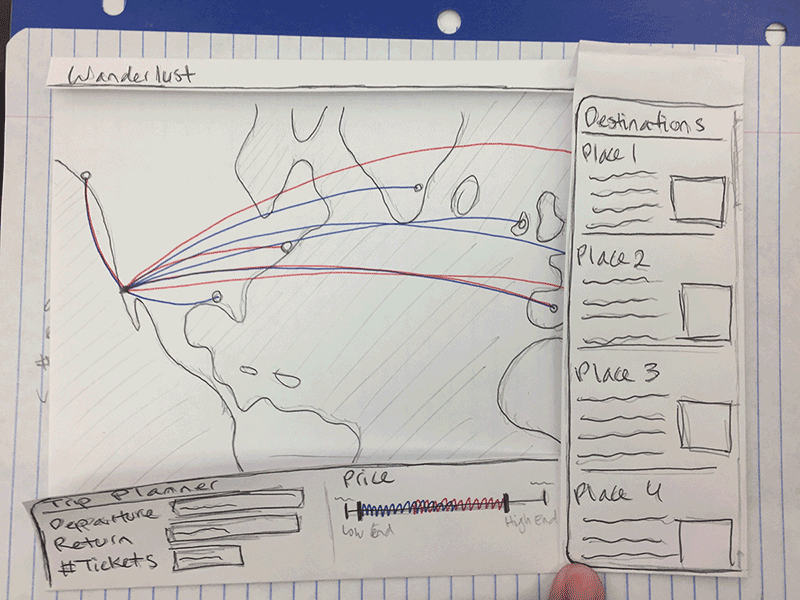 Wanderlust
Destinations
Place 1
Place 2
Place 3
Place 4
Trip Planner
Departure
Return
#Tickets
Price
Low End
High End